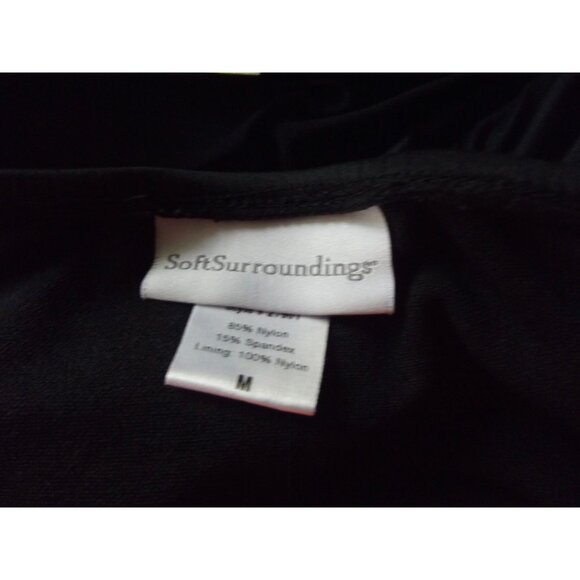 SoftSurroundings
85% Nylon
15% Spandex
Lining: 100% Nylon
M